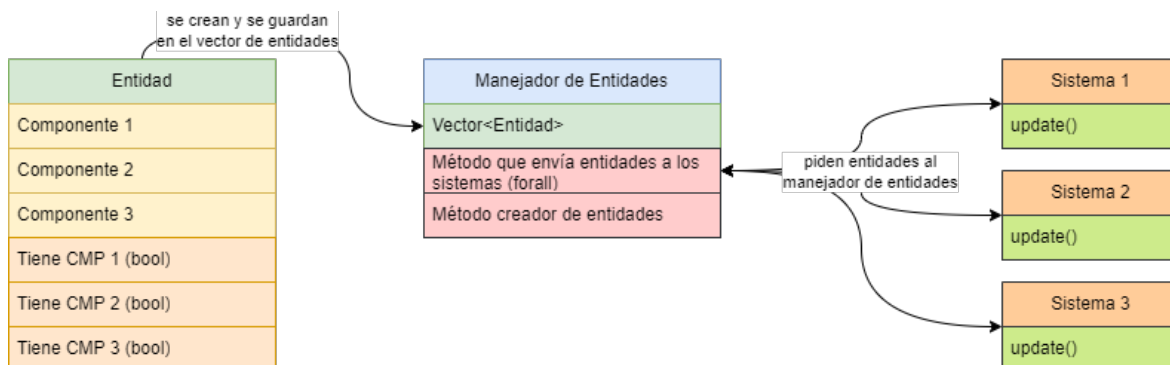 se crean y se guardan
en el vector de entidades
Entidad
Componente 1
Componente 2
Componente 3
Tiene CMP 1 (bool)
Tiene CMP 2 (bool)
Tiene CMP 3 (bool)
Manejador de Entidades
Vector<Entidad>
Método que envía entidades a los
sistemas (forall)
Método creador de entidades
piden entidades al
manejador de entidades
Sistema 1
update()
Sistema 2
update()
Sistema 3
update()